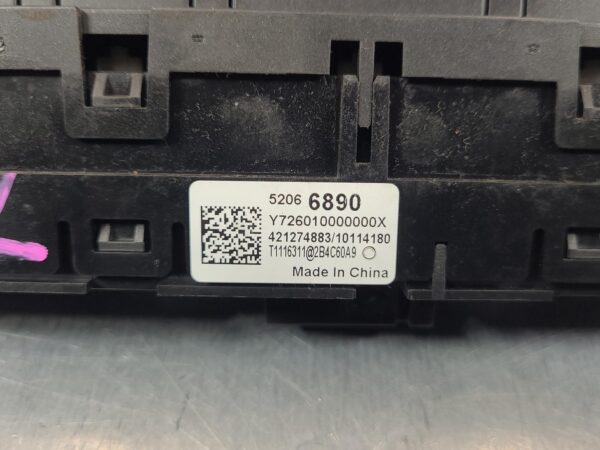 5206 6890
Y726010000000X
421274883/10114180
T1116311@2B4C60A9
Made In China